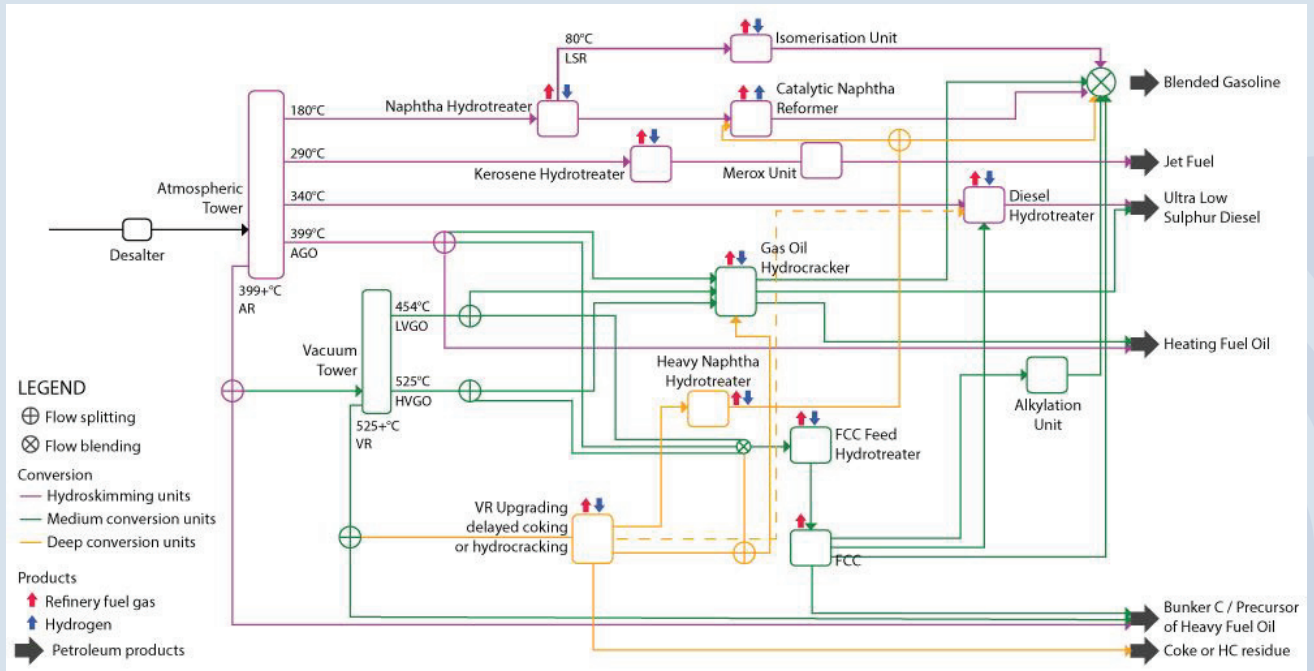 80°C
LSR
Isomerisation Unit
Blended Gasoline
180°C
Naphtha Hydrotreater
Catalytic Naphtha
Reformer
290°C
Kerosene Hydrotreater
Merox Unit
Jet Fuel
Atmospheric
Tower
340°C
Diesel
Hydrotreater
Ultra Low
Sulphur Diesel
Desalter
399°C
AGO
Gas Oil
Hydrocracker
399+°C
AR
454°C
LVGO
Vacuum
Tower
Heating Fuel Oil
Heavy Naphtha
Hydrotreater
525°C
HVGO
Alkylation
Unit
525+°C
VR
FCC Feed
Hydrotreater
VR Upgrading
delayed coking
or hydrocracking
FCC
Bunker C / Precursor
of Heavy Fuel Oil
Coke or HC residue
LEGEND
Flow splitting
Flow blending
Conversion
Hydroskimming units
Medium conversion units
Deep conversion units
Products
Refinery fuel gas
Hydrogen
Petroleum products